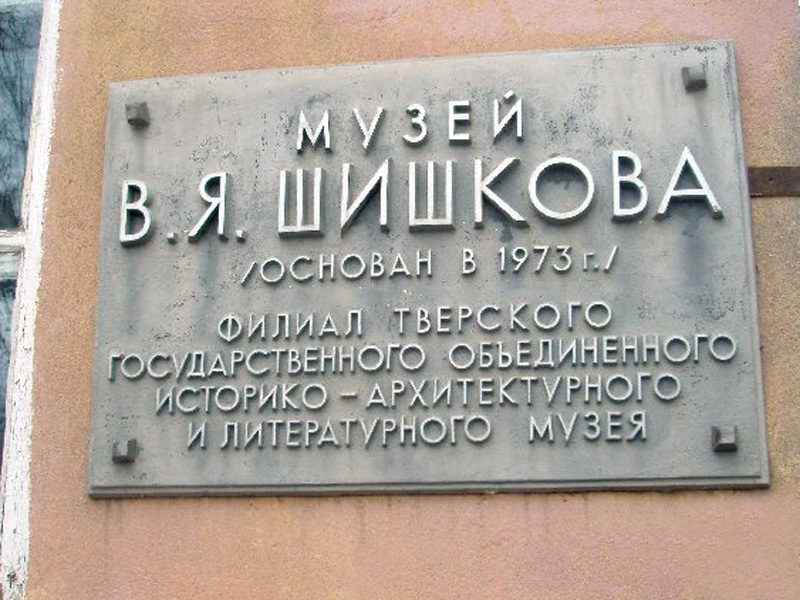 МУЗЕЙ
В.Я. ШИШКОВА
/ОСНОВАН В 1973 г./
ФИЛИАЛ ТВЕРСКОГО
ГОСУДАРСТВЕННОГО ОБЪЕДИНЕННОГО
ИСТОРИКО – АРХИТЕКТУРНОГО
И ЛИТЕРАТУРНОГО МУЗЕЯ